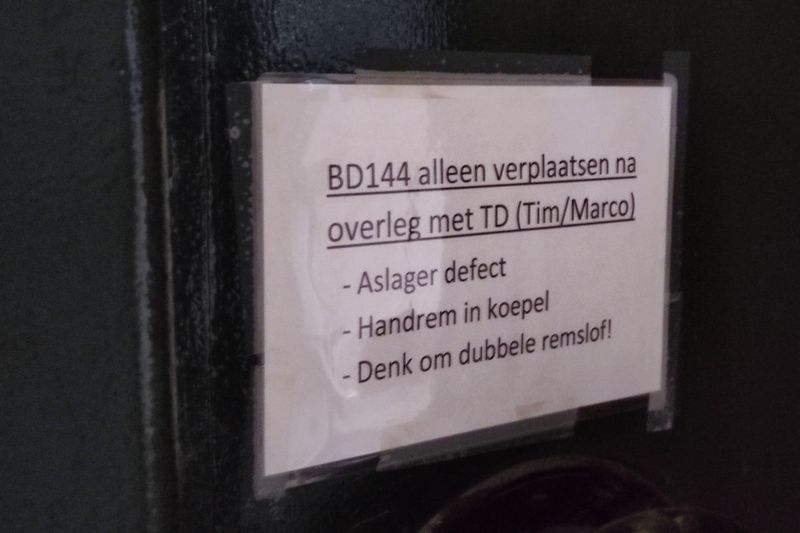 BD144 alleen verplaatsen na
overleg met TD (Tim/Marco)
- Aslager defect
- Handrem in koepel
- Denk om dubbele remslof!